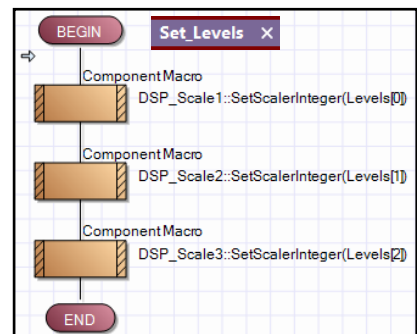 BEGIN
Set_Levels ×
Component Macro
DSP_Scale1::SetScalerInteger(Levels[0])
Component Macro
DSP_Scale2::SetScalerInteger(Levels[1])
Component Macro
DSP_Scale3::SetScalerInteger(Levels[2])
END